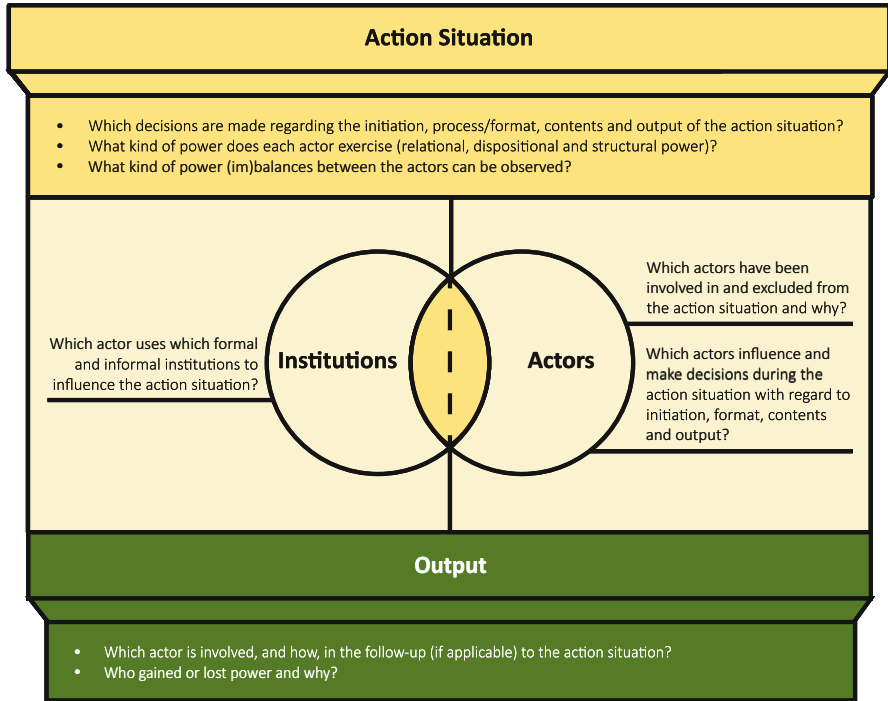 Action Situation
• Which decisions are made regarding the initiation, process/format, contents and output of the action situation?
• What kind of power does each actor exercise (relational, dispositional and structural power)?
• What kind of power (im)balances between the actors can be observed?
Which actor uses which formal
and informal institutions to
influence the action situation?
Institutions
Actors
Which actors have been
involved in and excluded from
the action situation and why?
Which actors influence and
make decisions during the
action situation with regard to
initiation, format, contents
and output?
Output
• Which actor is involved, and how, in the follow-up (if applicable) to the action situation?
• Who gained or lost power and why?